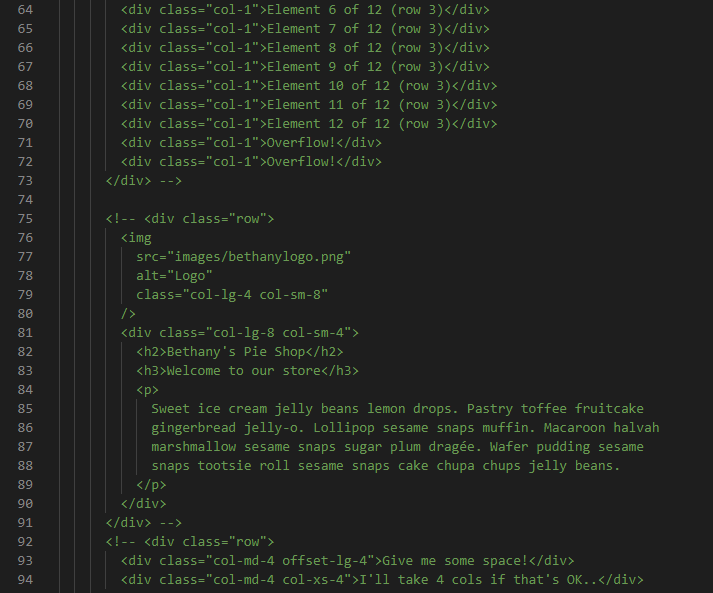 64 <div class="col-1">Element 6 of 12 (row 3)</div>
65 <div class="col-1">Element 7 of 12 (row 3)</div>
66 <div class="col-1">Element 8 of 12 (row 3)</div>
67 <div class="col-1">Element 9 of 12 (row 3)</div>
68 <div class="col-1">Element 10 of 12 (row 3)</div>
69 <div class="col-1">Element 11 of 12 (row 3)</div>
70 <div class="col-1">Element 12 of 12 (row 3)</div>
71 <div class="col-1">Overflow!</div>
72 <div class="col-1">Overflow!</div>
73 </div> -->
74
75 <!-- <div class="row">
76 <img
77 src="images/bethanylogo.png"
78 alt="Logo"
79 class="col-lg-4 col-sm-8"
80 />
81 <div class="col-lg-8 col-sm-4">
82 <h2>Bethany's Pie Shop</h2>
83 <h3>Welcome to our store</h3>
84 <p>
85 Sweet ice cream jelly beans lemon drops. Pastry toffee fruitcake
86 gingerbread jelly-o. Lollipop sesame snaps muffin. Macaroon halvah
87 marshmallow sesame snaps sugar plum dragée. Wafer pudding sesame
88 snaps tootsie roll sesame snaps cake chupa chups jelly beans.
89 </p>
90 </div>
91 </div> -->
92 <!-- <div class="row">
93 <div class="col-md-4 offset-lg-4">Give me some space!</div>
94 <div class="col-md-4 col-xs-4">I'll take 4 cols if that's OK..</div>